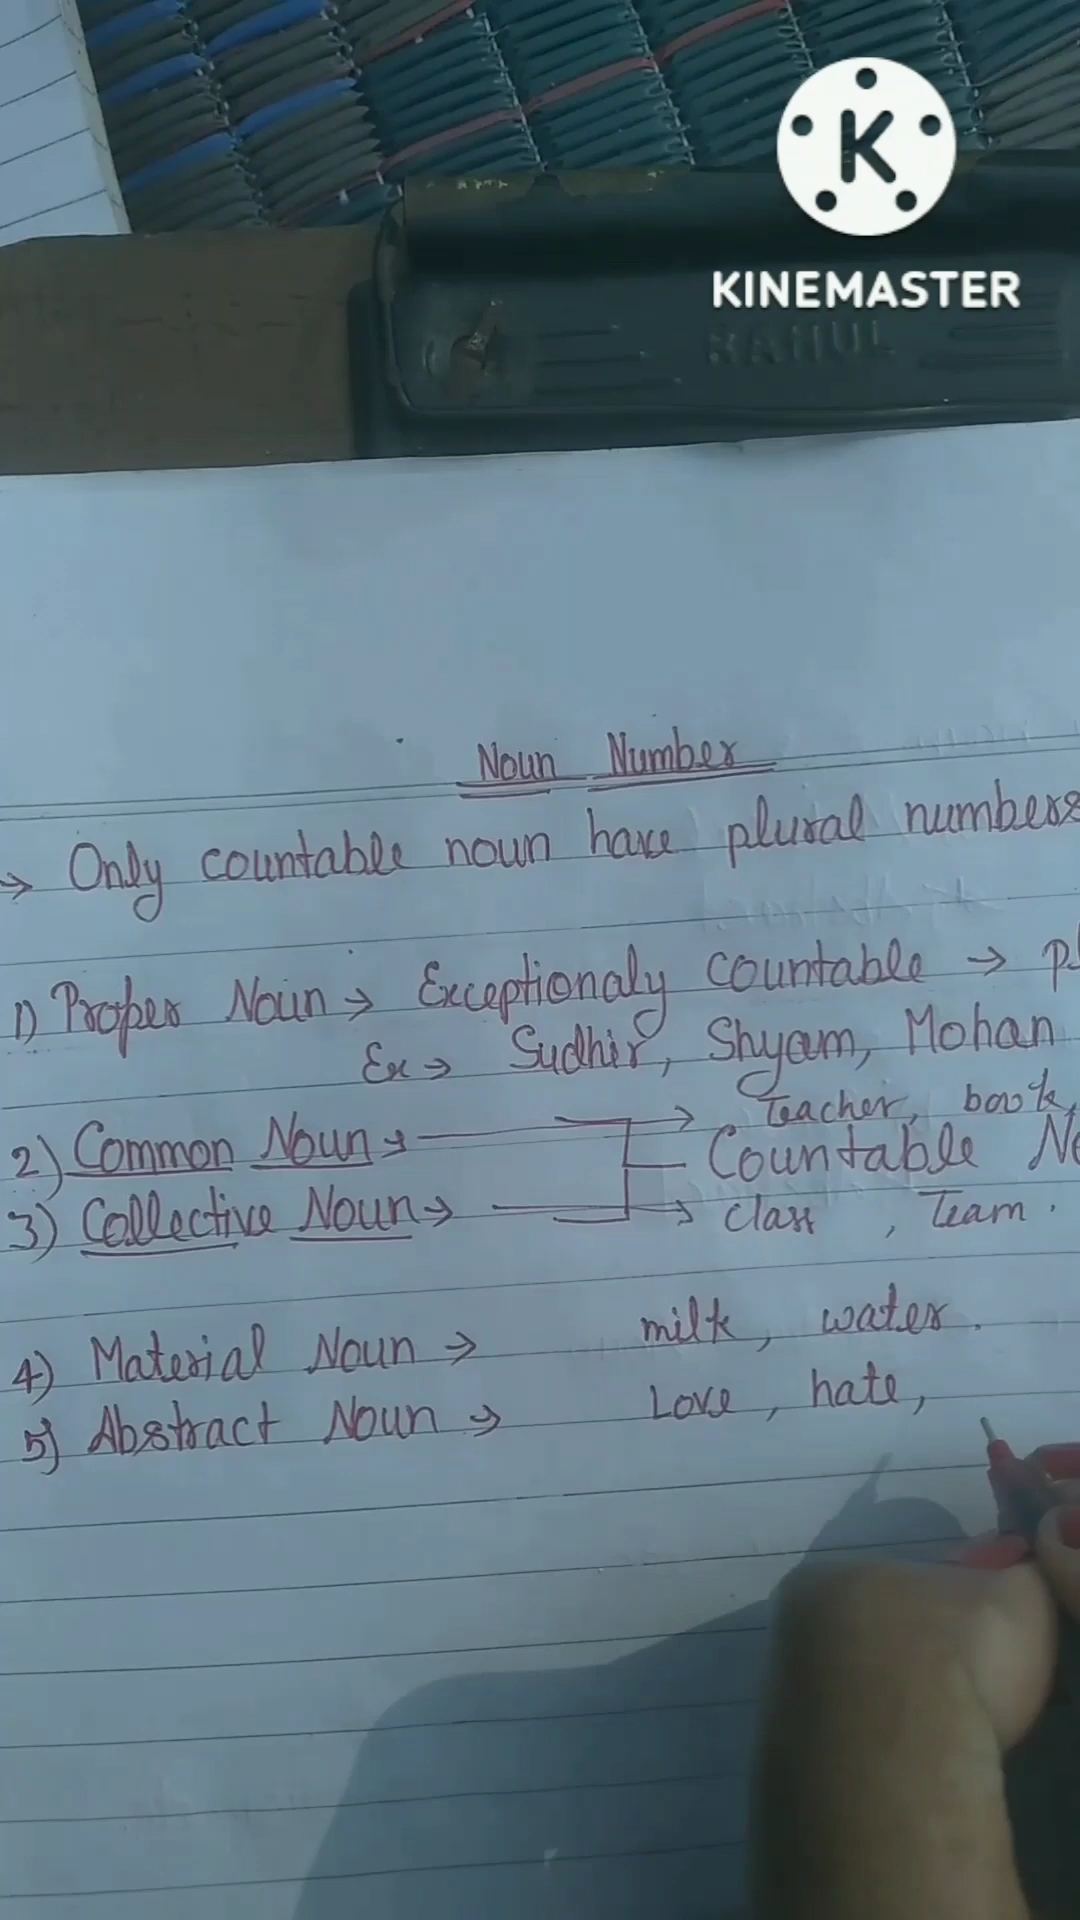 KINEMASTER
RAHUL
Noun Number
→ Only countable noun have plural numbers
1) Proper Noun → Exceptionaly countable →
Ex → Sudhir, Shyam, Mohan
Teacher, book,
2) Common Noun →
Countable
3) Collective Noun → class , Team.
4) Material Noun → milk, water.
5) Abstract Noun → Love, hate,